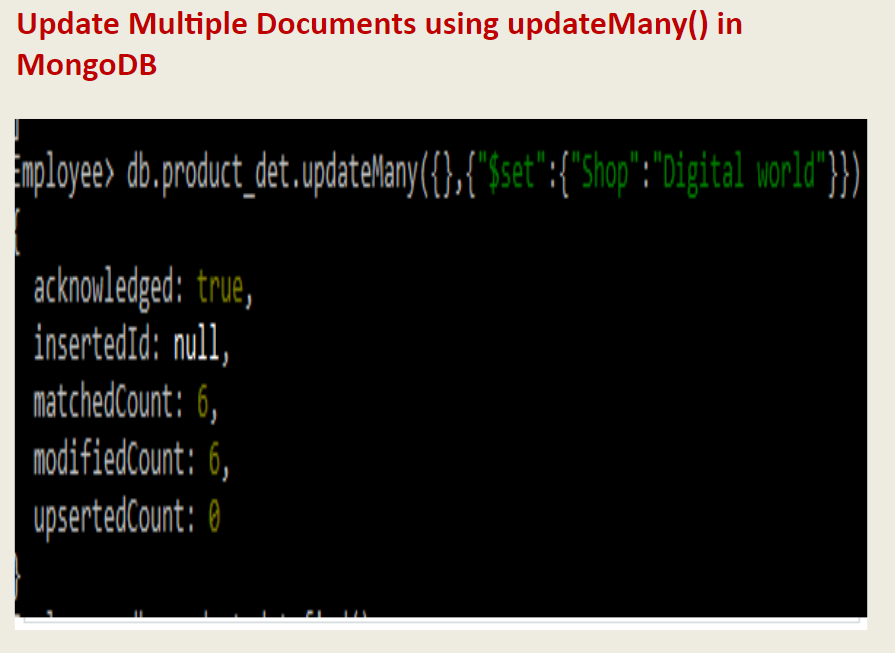 Update Multiple Documents using updateMany() in
MongoDB
Employee> db.product_det.updateMany({},{"$set":{"Shop":"Digital world"}})
{
acknowledged: true,
insertedId: null,
matchedCount: 6,
modifiedCount: 6,
upsertedCount: 0
}